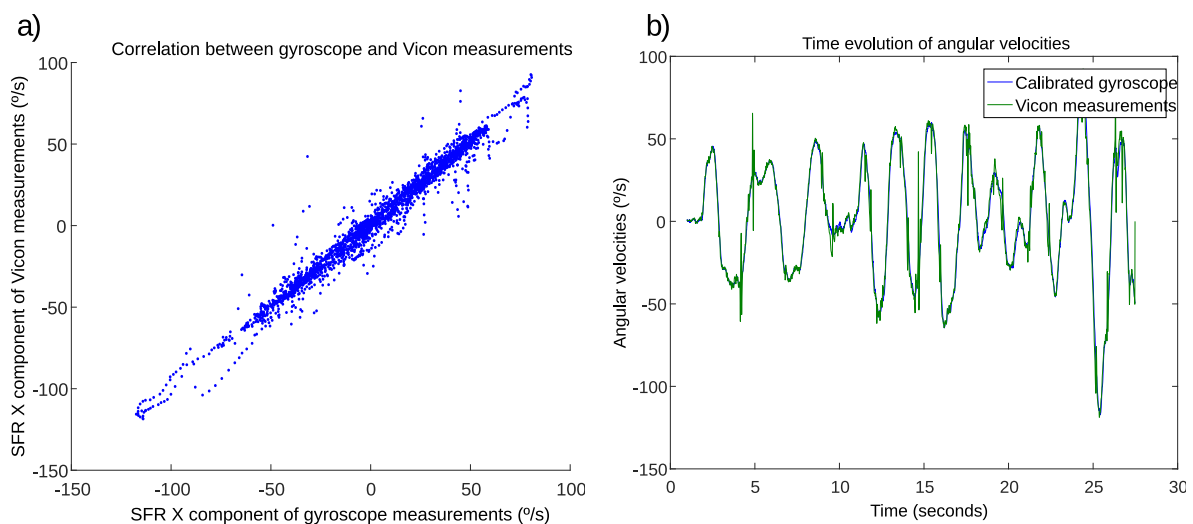 a)
Correlation between gyroscope and Vicon measurements
SFR X component of Vicon measurements (º/s)
100
50
0
-50
-100
-150
-150
-100
-50
0
50
100
SFR X component of gyroscope measurements (º/s)
b)
Time evolution of angular velocities
Calibrated gyroscope
Vicon measurements
Angular velocities (º/s)
100
50
0
-50
-100
-150
0
5
10
15
20
25
30
Time (seconds)